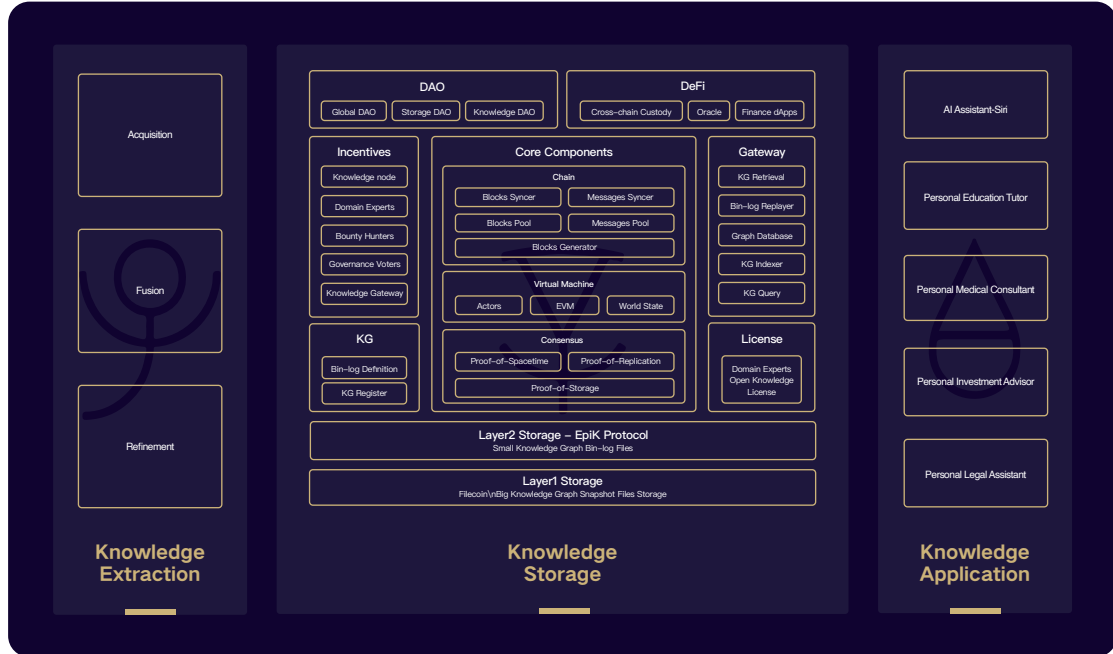 Acquisition
Fusion
Refinement
Knowledge
Extraction
DAO
Global DAO
Storage DAO
Knowledge DAO
DeFi
Cross-chain Custody
Oracle
Finance dApps
Incentives
Knowledge node
Domain Experts
Bounty Hunters
Governance Voters
Knowledge Gateway
KG
Bin-log Definition
KG Register
Core Components
Chain
Blocks Syncer
Messages Syncer
Blocks Pool
Messages Pool
Blocks Generator
Virtual Machine
Actors
EVM
World State
Consensus
Proof-of-Spacetime
Proof-of-Replication
Proof-of-Storage
Gateway
KG Retrieval
Bin-log Replayer
Graph Database
KG Indexer
KG Query
License
Domain Experts
Open Knowledge
License
Layer2 Storage - EpiK Protocol
Small Knowledge Graph Bin-log Files
Layer1 Storage
Filecoin\nBig Knowledge Graph Snapshot Files Storage
Knowledge
Storage
AI Assistant-Siri
Personal Education Tutor
Personal Medical Consultant
Personal Investment Advisor
Personal Legal Assistant
Knowledge
Application